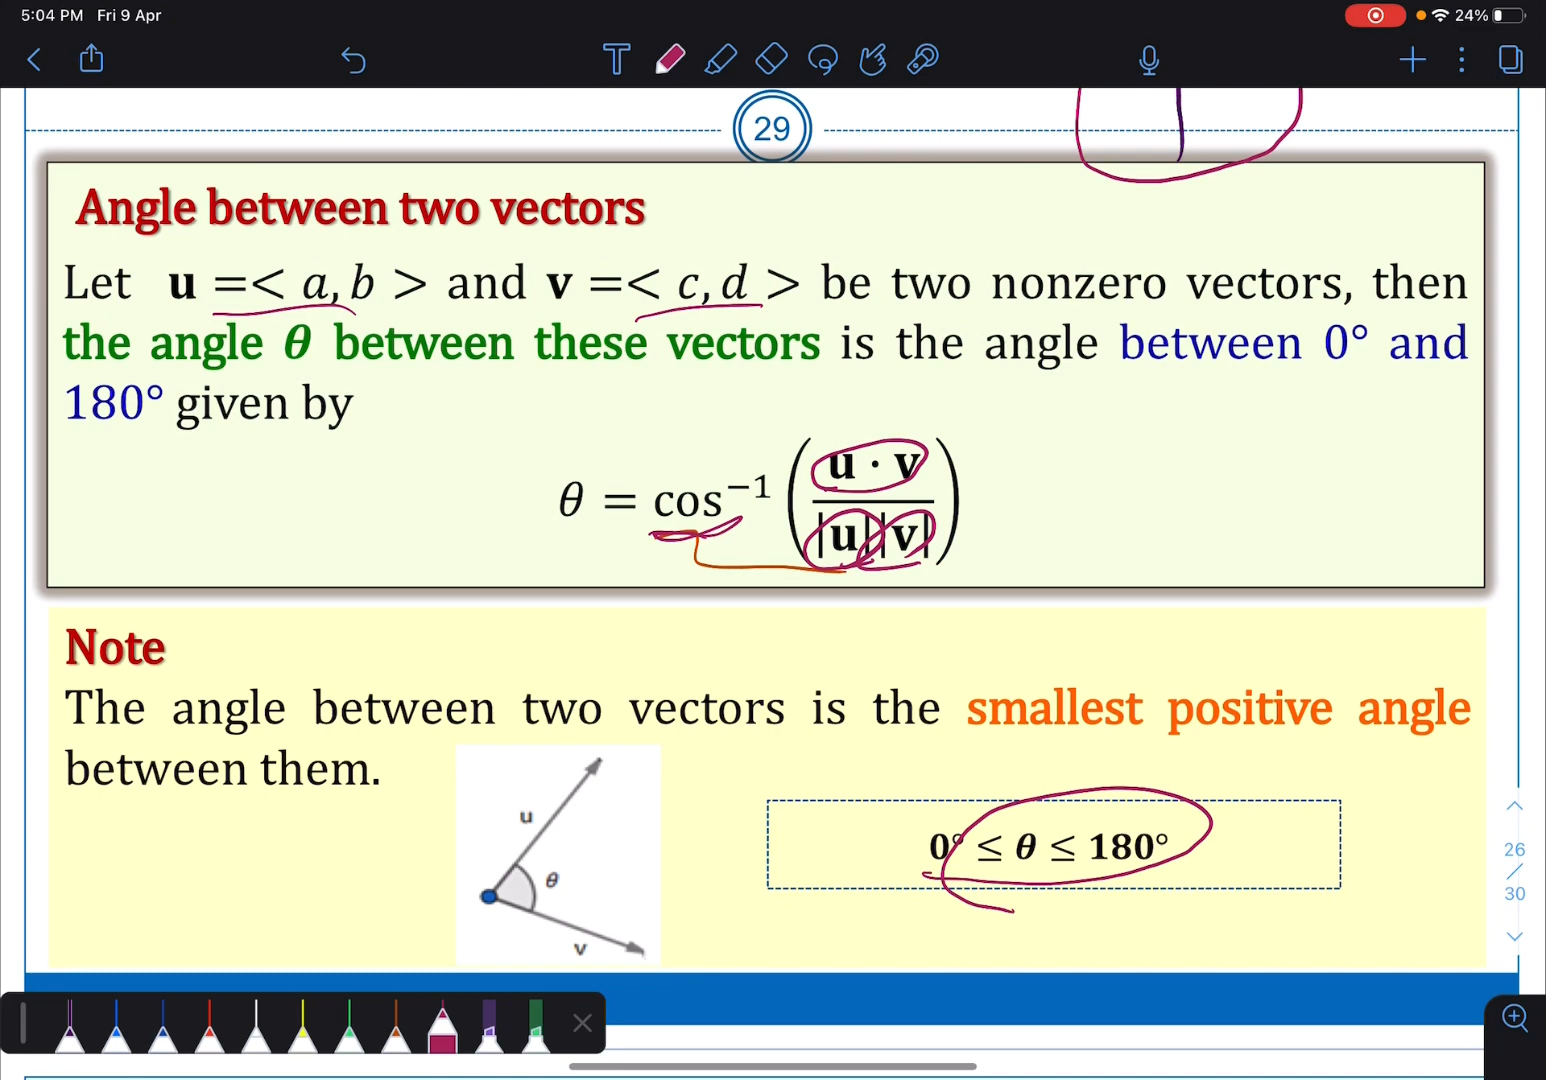 5:04 PM Fri 9 Apr
24%
29
Angle between two vectors
Let u =< a, b > and v =< c, d > be two nonzero vectors, then
the angle θ between these vectors is the angle between 0° and
180° given by
θ = cos⁻¹ (u · v / |u||v|)
Note
The angle between two vectors is the smallest positive angle
between them.
u
θ
v
0° ≤ θ ≤ 180°
26
/
30